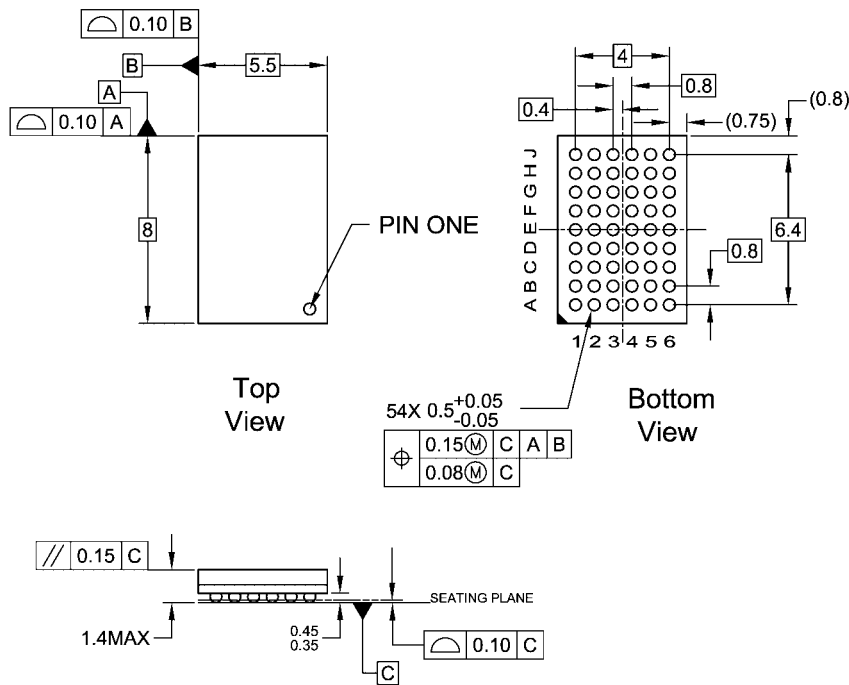 ⌓ 0.10 B
B
5.5
A
⌓ 0.10 A
8
PIN ONE
Top
View
4
0.8
0.4
(0.75)
(0.8)
J
H
G
F
E
D
C
B
A
6.4
0.8
1 2 3 4 5 6
Bottom
View
54X 0.5 +0.05
-0.05
⌖ 0.15Ⓜ C A B
0.08Ⓜ C
// 0.15 C
1.4MAX
0.45
0.35
SEATING PLANE
⌓ 0.10 C
C